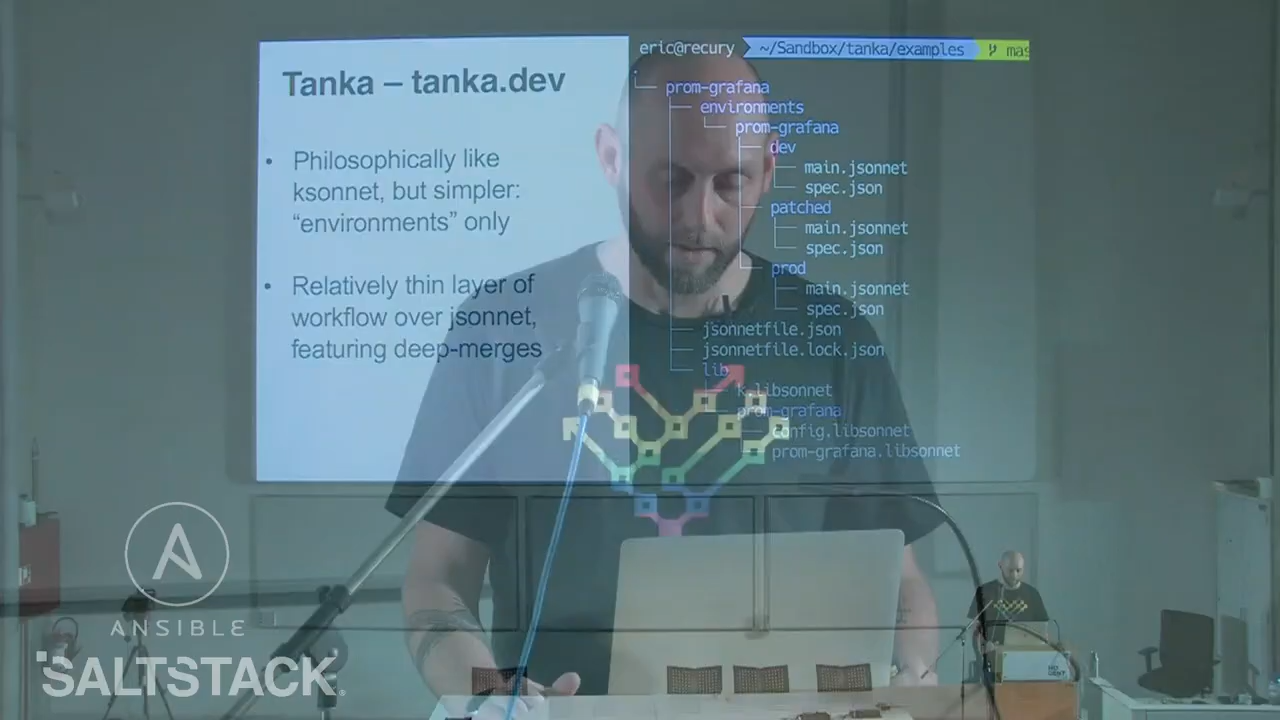 Tanka – tanka.dev
• Philosophically like
ksonnet, but simpler:
“environments” only
• Relatively thin layer of
workflow over jsonnet,
featuring deep-merges
eric@recury ~/Sandbox/tanka/examples mas
.
prom-grafana
environments
prom-grafana
dev
main.jsonnet
spec.json
patched
main.jsonnet
spec.json
prod
main.jsonnet
spec.json
jsonnetfile.json
jsonnetfile.lock.json
lib
k.libsonnet
prom-grafana
config.libsonnet
prom-grafana.libsonnet
ANSIBLE
SALTSTACK.